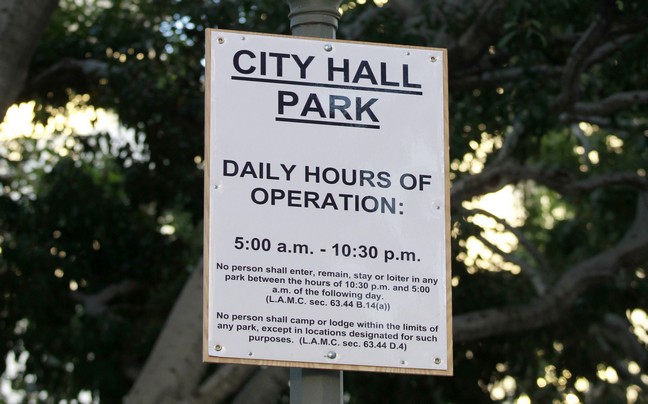 CITY HALL
PARK
DAILY HOURS OF
OPERATION:
5:00 a.m. - 10:30 p.m.
No person shall enter, remain, stay or loiter in any
park between the hours of 10:30 p.m. and 5:00
a.m. of the following day.
(L.A.M.C. sec. 63.44 B.14(a))
No person shall camp or lodge within the limits of
any park, except in locations designated for such
purposes. (L.A.M.C. sec. 63.44 D.4)